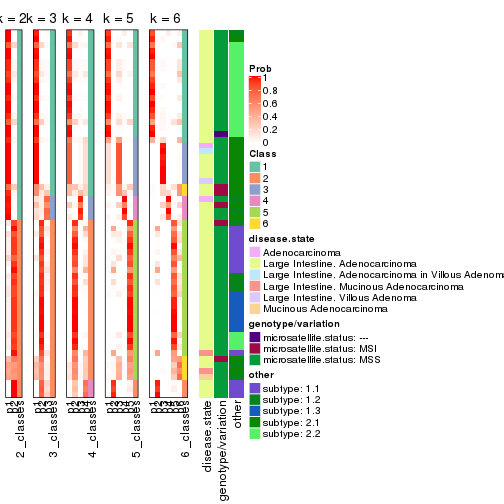 k = 2
k = 3
k = 4
k = 5
k = 6
Prob
1
0.8
0.6
0.4
0.2
0
Class
1
2
3
4
5
6
disease.state
Adenocarcinoma
Large Intestine. Adenocarcinoma
Large Intestine. Adenocarcinoma in Villous Adenom
Large Intestine. Mucinous Adenocarcinoma
Large Intestine. Villous Adenoma
Mucinous Adenocarcinoma
genotype/variation
microsatellite.status: ---
microsatellite.status: MSI
microsatellite.status: MSS
other
subtype: 1.1
subtype: 1.2
subtype: 1.3
subtype: 2.1
subtype: 2.2
2_classes
3_classes
4_classes
5_classes
6_classes
disease.state
genotype/variation
other